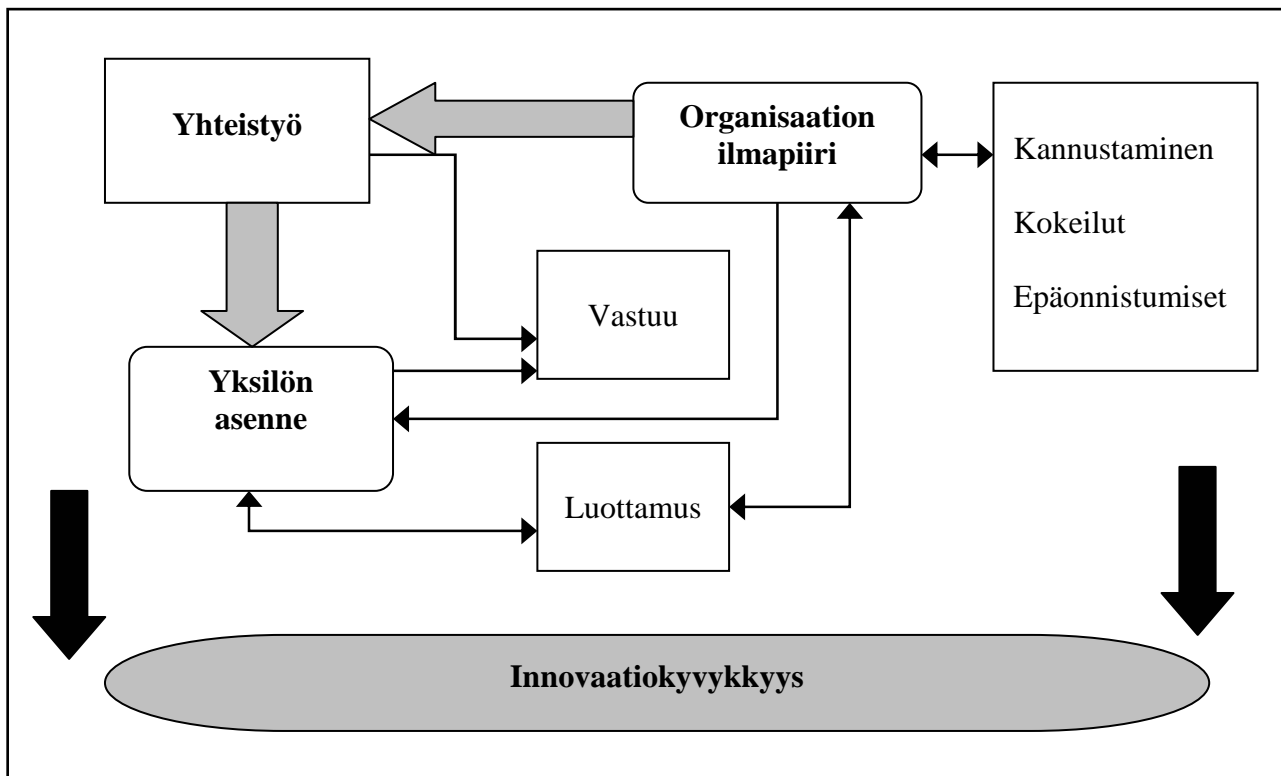 Yhteistyö
Organisaation
ilmapiiri
Kannustaminen
Kokeilut
Epäonnistumiset
Vastuu
Yksilön
asenne
Luottamus
Innovaatiokyvykkyys